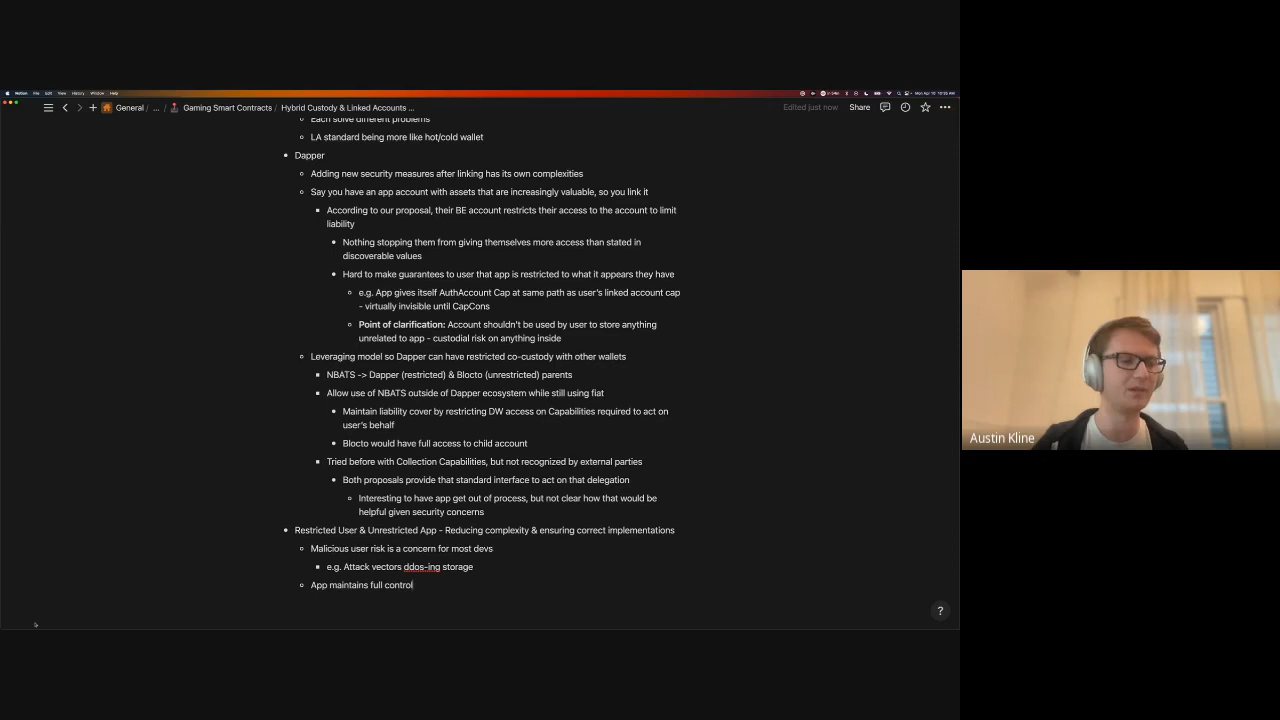 Notion File Edit View History Window Help
General / ... / Gaming Smart Contracts / Hybrid Custody & Linked Accounts ...
Edited just now Share
Each solve different problems
LA standard being more like hot/cold wallet
Dapper
Adding new security measures after linking has its own complexities
Say you have an app account with assets that are increasingly valuable, so you link it
According to our proposal, their BE account restricts their access to the account to limit
liability
Nothing stopping them from giving themselves more access than stated in
discoverable values
Hard to make guarantees to user that app is restricted to what it appears they have
e.g. App gives itself AuthAccount Cap at same path as user's linked account cap
- virtually invisible until CapCons
Point of clarification: Account shouldn't be used by user to store anything
unrelated to app - custodial risk on anything inside
Leveraging model so Dapper can have restricted co-custody with other wallets
NBATS -> Dapper (restricted) & Blocto (unrestricted) parents
Allow use of NBATS outside of Dapper ecosystem while still using fiat
Maintain liability cover by restricting DW access on Capabilities required to act on
user's behalf
Blocto would have full access to child account
Tried before with Collection Capabilities, but not recognized by external parties
Both proposals provide that standard interface to act on that delegation
Interesting to have app get out of process, but not clear how that would be
helpful given security concerns
Restricted User & Unrestricted App - Reducing complexity & ensuring correct implementations
Malicious user risk is a concern for most devs
e.g. Attack vectors ddos-ing storage
App maintains full control
?
Austin Kline